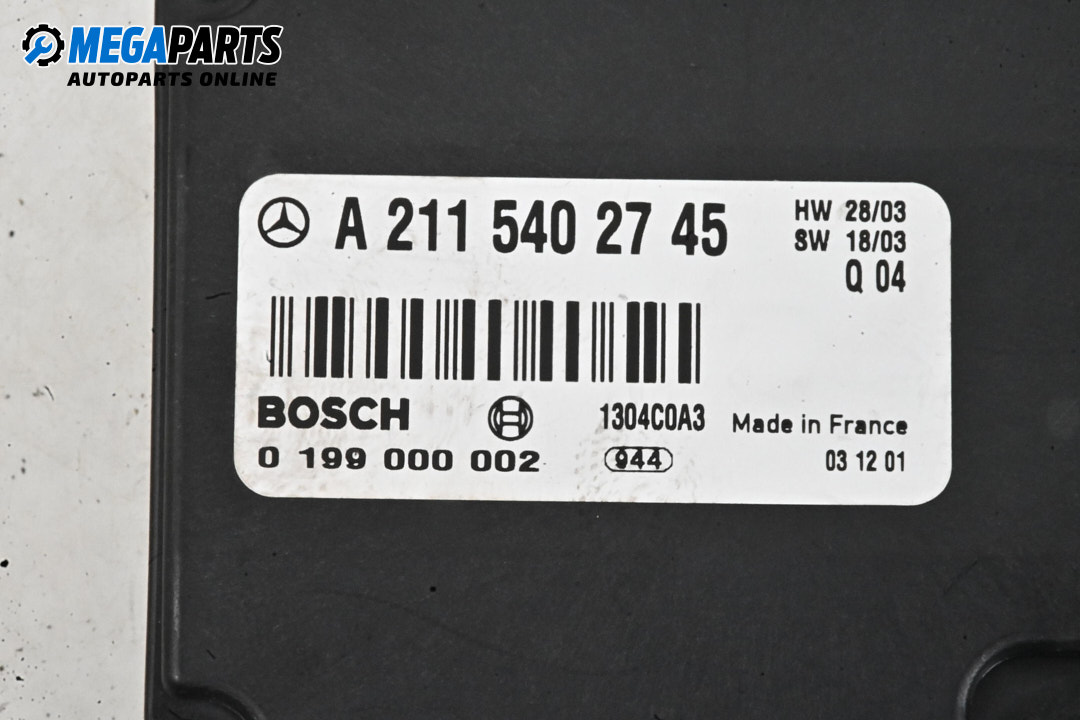 MEGAPARTS
AUTOPARTS ONLINE
A 211 540 27 45
HW 28/03
SW 18/03
Q 04
BOSCH
1304C0A3
Made in France
0 199 000 002
944
03 12 01